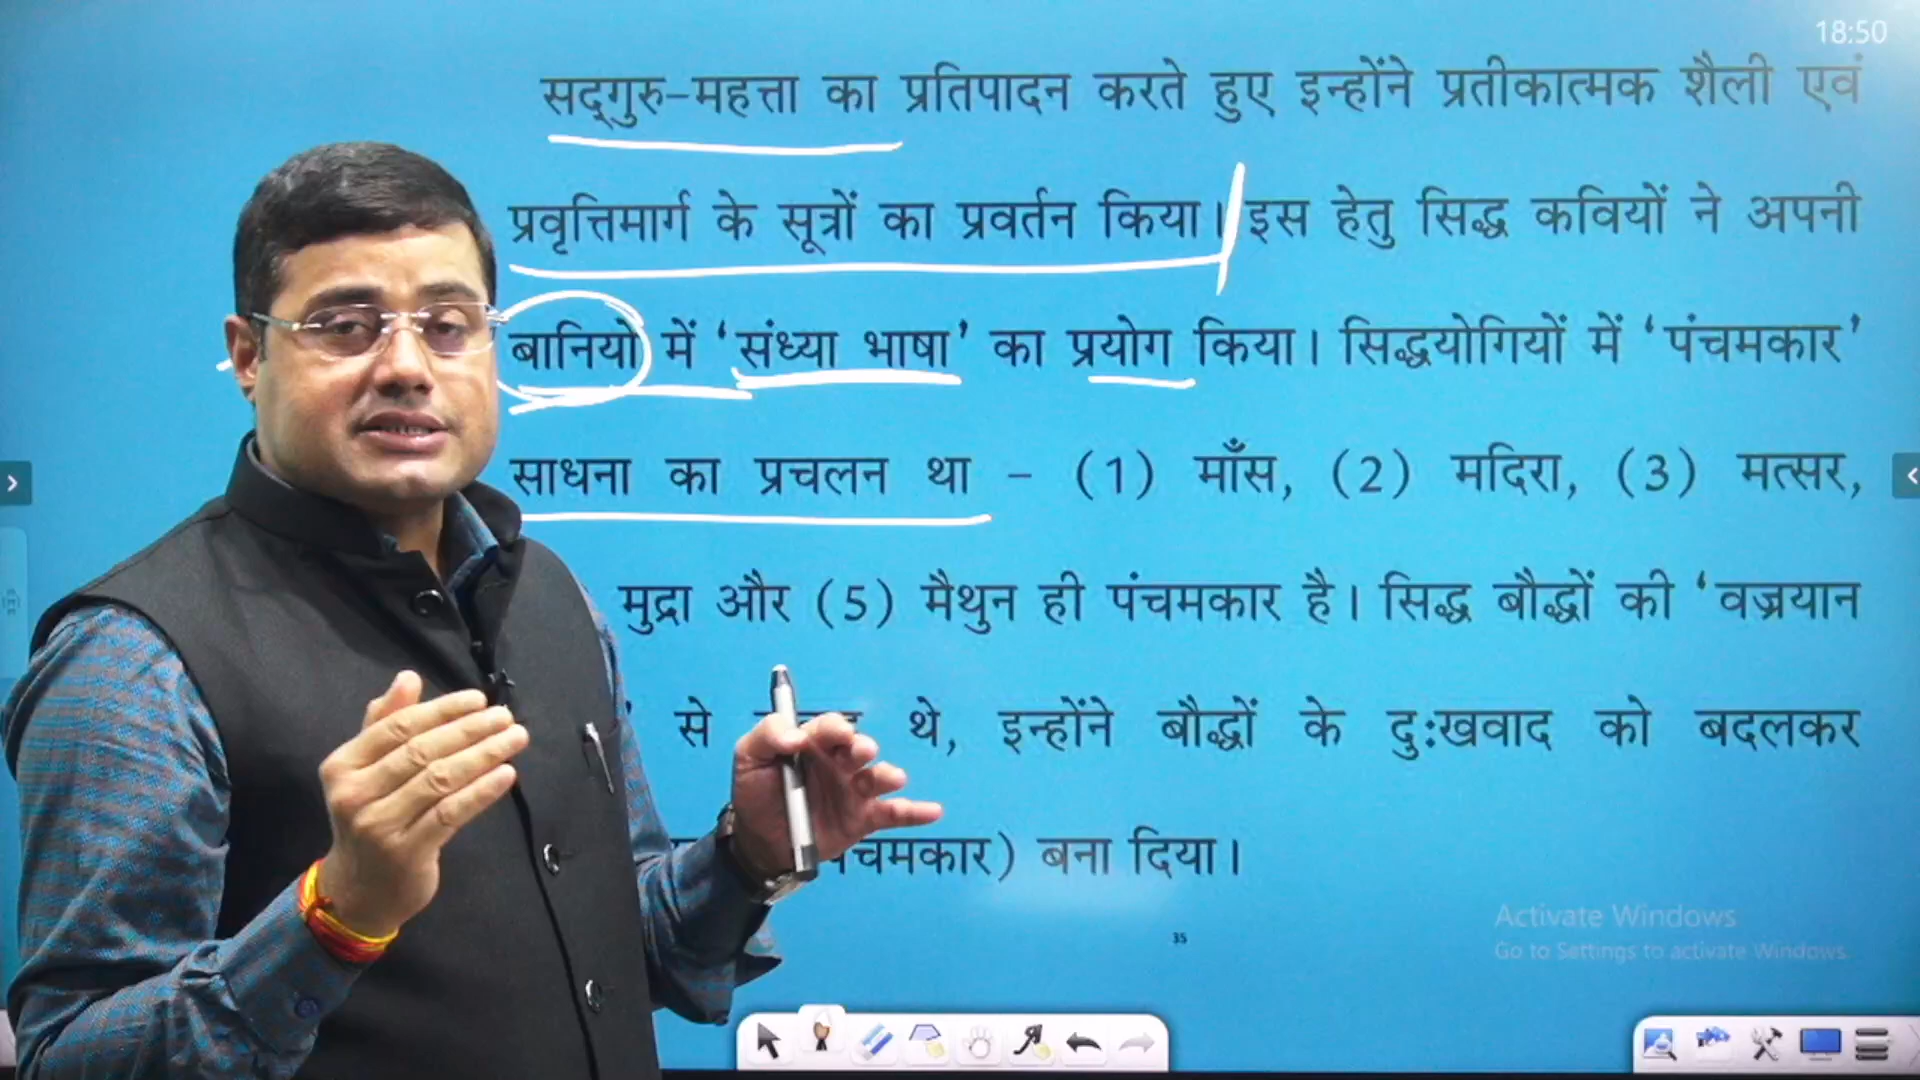 18:50
सद्‌गुरु-महत्ता का प्रतिपादन करते हुए इन्होंने प्रतीकात्मक शैली एवं
प्रवृत्तिमार्ग के सूत्रों का प्रवर्तन किया। इस हेतु सिद्ध कवियों ने अपनी
बानियो में ‘संध्या भाषा’ का प्रयोग किया। सिद्धयोगियों में ‘पंचमकार’
साधना का प्रचलन था - (1) माँस, (2) मदिरा, (3) मत्सर,
मुद्रा और (5) मैथुन ही पंचमकार है। सिद्ध बौद्धों की ‘वज्रयान
’ से थे, इन्होंने बौद्धों के दुःखवाद को बदलकर
पंचमकार) बना दिया।
Activate Windows
Go to Settings to activate Windows.
35